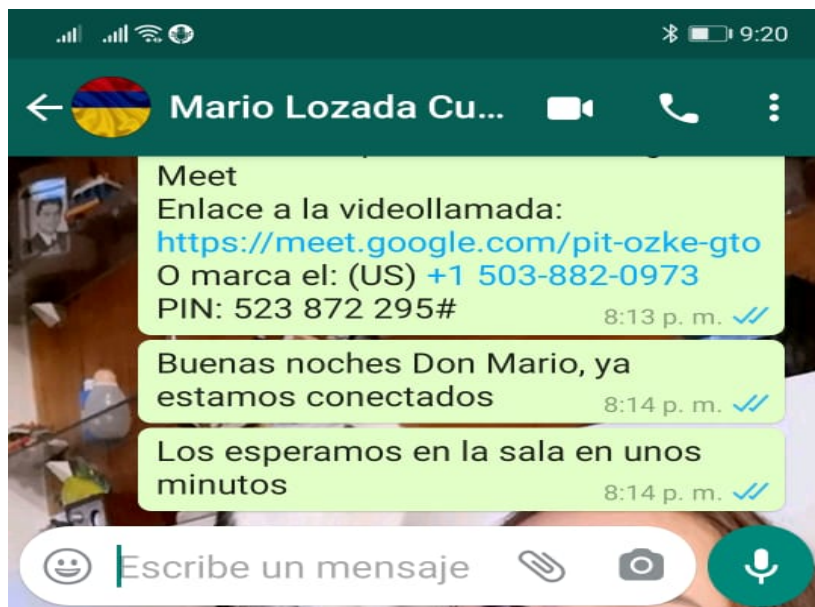 9:20
Mario Lozada Cu...
Meet
Enlace a la videollamada:
https://meet.google.com/pit-ozke-gto
O marca el: (US) +1 503-882-0973
PIN: 523 872 295#
8:13 p. m.
Buenas noches Don Mario, ya
estamos conectados
8:14 p. m.
Los esperamos en la sala en unos
minutos
8:14 p. m.
Escribe un mensaje